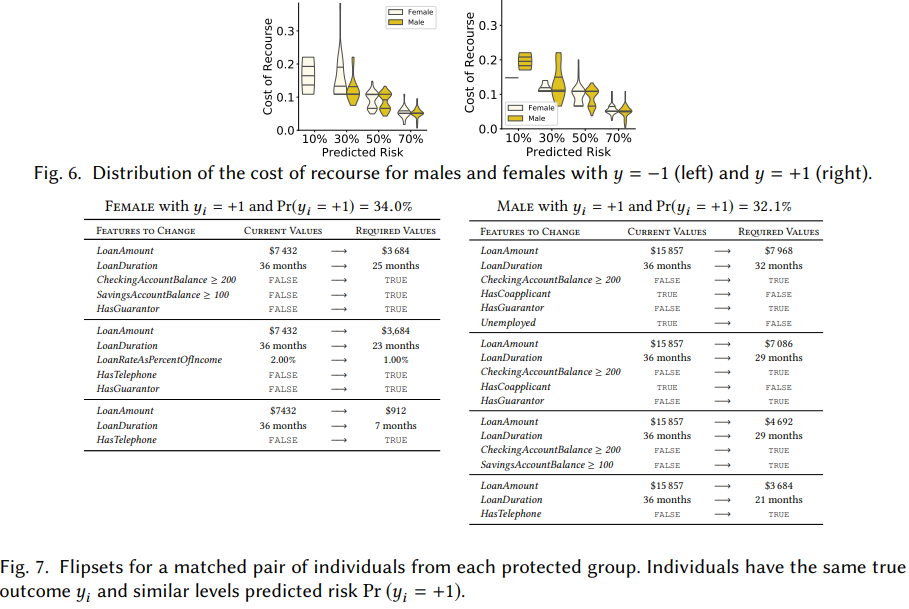 Cost of Recourse
0.3
0.2
0.1
0.0
10% 30% 50% 70%
Predicted Risk
Female
Male
Cost of Recourse
0.3
0.2
0.1
0.0
10% 30% 50% 70%
Predicted Risk
Female
Male
Fig. 6. Distribution of the cost of recourse for males and females with y = −1 (left) and y = +1 (right).
Female with yᵢ = +1 and Pr(yᵢ = +1) = 34.0%
Features to Change Current Values Required Values
LoanAmount $7 432 ⟶ $3 684
LoanDuration 36 months ⟶ 25 months
CheckingAccountBalance ≥ 200 FALSE ⟶ TRUE
SavingsAccountBalance ≥ 100 FALSE ⟶ TRUE
HasGuarantor FALSE ⟶ TRUE
LoanAmount $7 432 ⟶ $3,684
LoanDuration 36 months ⟶ 23 months
LoanRateAsPercentOfIncome 2.00% ⟶ 1.00%
HasTelephone FALSE ⟶ TRUE
HasGuarantor FALSE ⟶ TRUE
LoanAmount $7432 ⟶ $912
LoanDuration 36 months ⟶ 7 months
HasTelephone FALSE ⟶ TRUE
Male with yᵢ = +1 and Pr(yᵢ = +1) = 32.1%
Features to Change Current Values Required Values
LoanAmount $15 857 ⟶ $7 968
LoanDuration 36 months ⟶ 32 months
CheckingAccountBalance ≥ 200 FALSE ⟶ TRUE
HasCoapplicant TRUE ⟶ FALSE
HasGuarantor FALSE ⟶ TRUE
Unemployed TRUE ⟶ FALSE
LoanAmount $15 857 ⟶ $7 086
LoanDuration 36 months ⟶ 29 months
CheckingAccountBalance ≥ 200 FALSE ⟶ TRUE
HasCoapplicant TRUE ⟶ FALSE
HasGuarantor FALSE ⟶ TRUE
LoanAmount $15 857 ⟶ $4 692
LoanDuration 36 months ⟶ 29 months
CheckingAccountBalance ≥ 200 FALSE ⟶ TRUE
SavingsAccountBalance ≥ 100 FALSE ⟶ TRUE
LoanAmount $15 857 ⟶ $3 684
LoanDuration 36 months ⟶ 21 months
HasTelephone FALSE ⟶ TRUE
Fig. 7. Flipsets for a matched pair of individuals from each protected group. Individuals have the same true
outcome yᵢ and similar levels predicted risk Pr (yᵢ = +1).